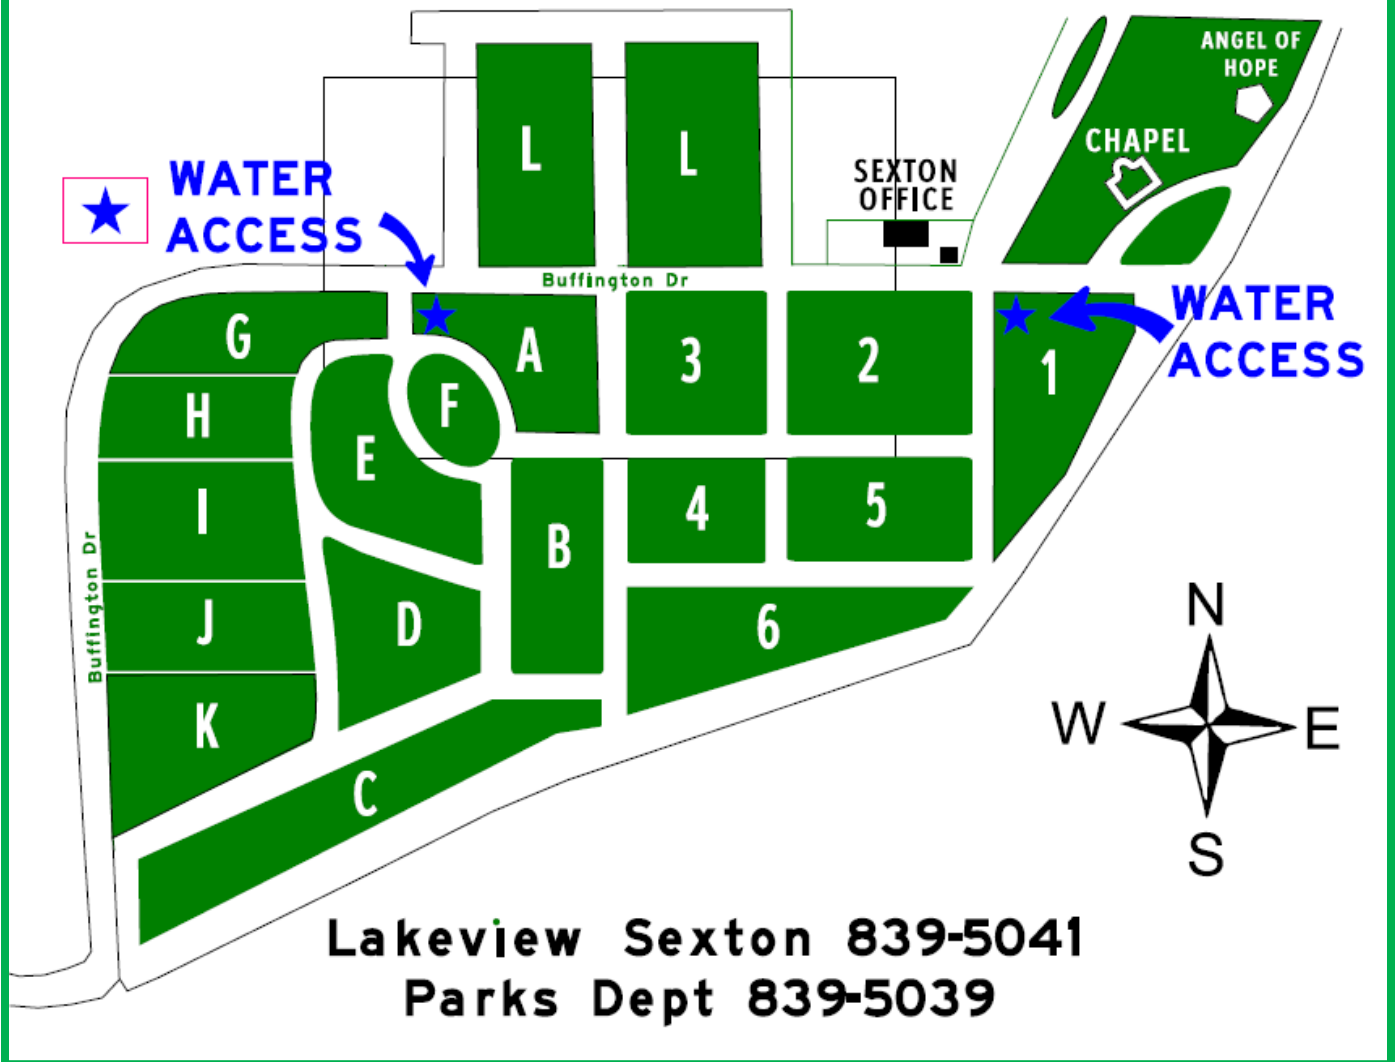 ANGEL OF
HOPE
CHAPEL
L
L
SEXTON
OFFICE
WATER
ACCESS
Buffington Dr
WATER
ACCESS
G
A
3
2
1
H
F
E
I
B
4
5
Buffington Dr
J
D
6
K
C
N
W
E
S
Lakeview Sexton 839-5041
Parks Dept 839-5039